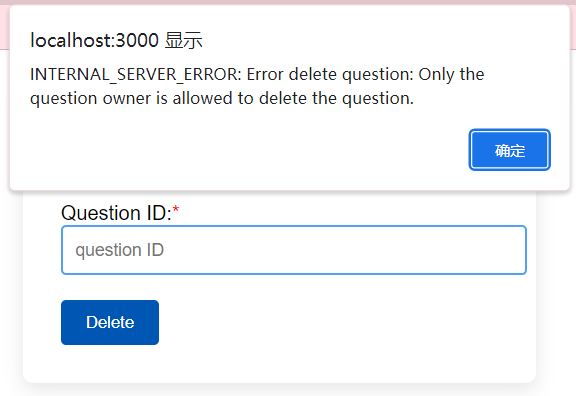 localhost:3000 显示
INTERNAL_SERVER_ERROR: Error delete question: Only the
question owner is allowed to delete the question.
确定
Question ID:*
question ID
Delete